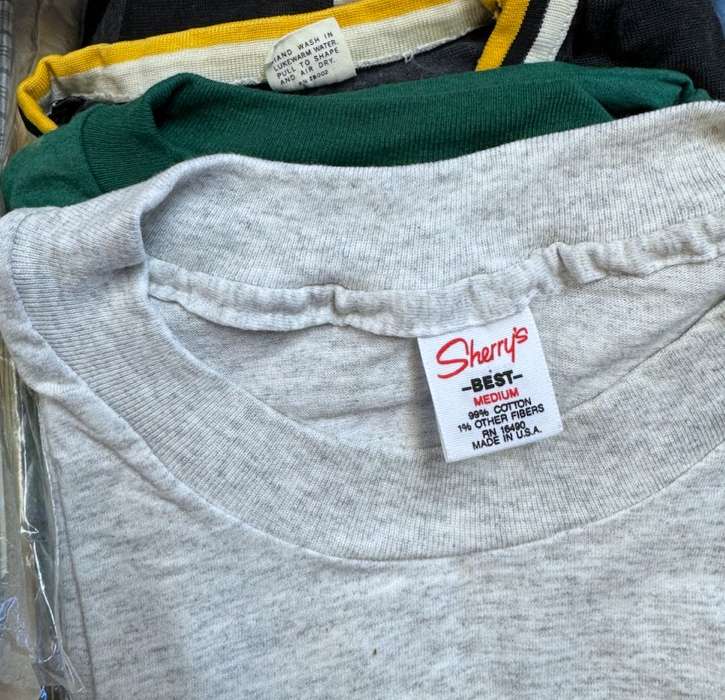 HAND WASH IN
LUKEWARM WATER.
PULL TO SHAPE
AND AIR DRY.
Sherry's
-BEST-
MEDIUM
99% COTTON
1% OTHER FIBERS
RN 16490
MADE IN U.S.A.